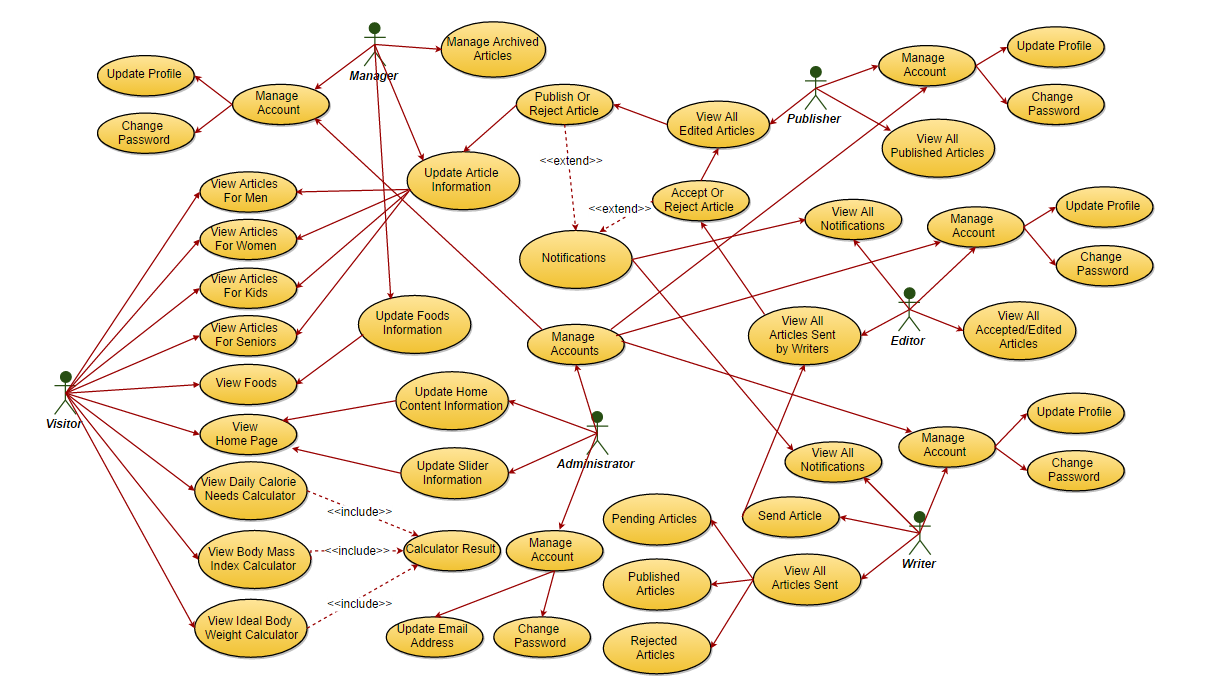 Manager
Manage Archived
Articles
Update Profile
Change
Password
Manage
Account
Publish Or
Reject Article
View All
Edited Articles
Publisher
Manage
Account
Update Profile
Change
Password
View All
Published Articles
<<extend>>
Update Article
Information
Accept Or
Reject Article
<<extend>>
Notifications
View All
Notifications
Manage
Account
Update Profile
Change
Password
View Articles
For Men
View Articles
For Women
View Articles
For Kids
View Articles
For Seniors
View Foods
View
Home Page
Visitor
Update Foods
Information
Manage
Accounts
View All
Articles Sent
by Writers
Editor
View All
Accepted/Edited
Articles
Update Home
Content Information
Update Slider
Information
Administrator
View All
Notifications
Manage
Account
Update Profile
Change
Password
View Daily Calorie
Needs Calculator
View Body Mass
Index Calculator
View Ideal Body
Weight Calculator
<<include>>
<<include>>
<<include>>
Calculator Result
Manage
Account
Update Email
Address
Change
Password
Pending Articles
Published
Articles
Rejected
Articles
Send Article
View All
Articles Sent
Writer